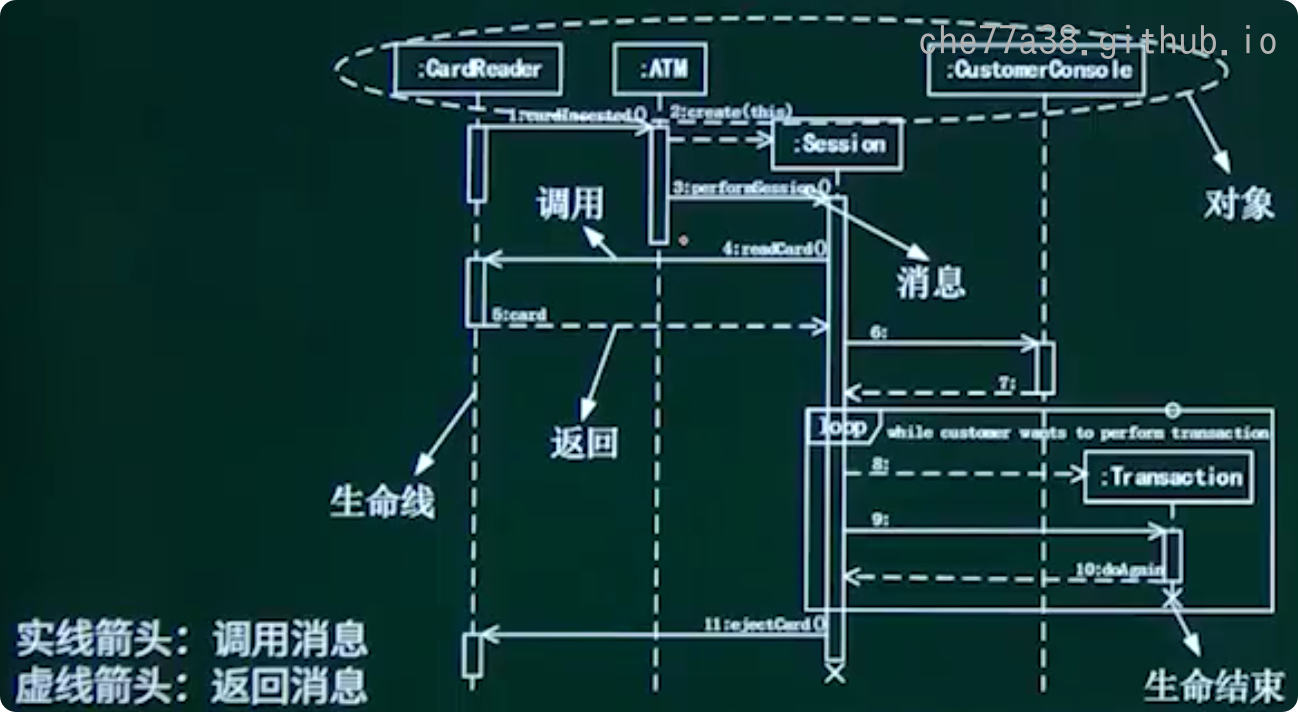 che77a38.github.io
:CardReader
:ATM
:CustomerConsole
1:cardInsested()
2:create(this)
:Session
3:performSession()
调用
对象
4:readCard()
消息
5:card
6:
7:
返回
loop
while customer wants to perform transaction
8:
:Transaction
生命线
9:
10:doAgain
11:ejectCard()
实线箭头：调用消息
虚线箭头：返回消息
生命结束